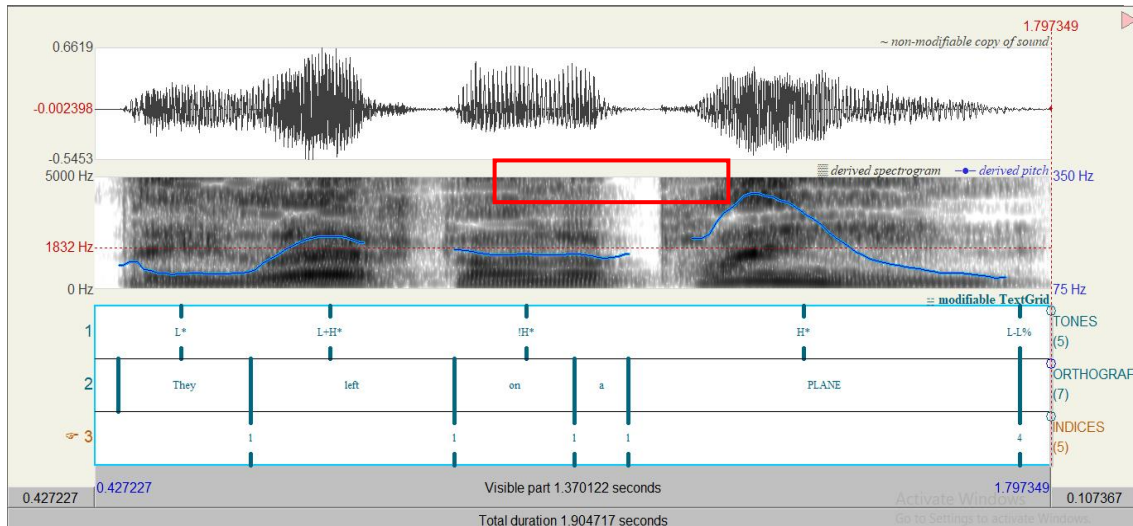 1.797349
0.6619
~ non-modifiable copy of sound
-0.002398
-0.5453
5000 Hz
derived spectrogram derived pitch
350 Hz
1832 Hz
0 Hz
75 Hz
modifiable TextGrid
1 L* L+H* !H* H* L-L% TONES
(5)
2 They left on a PLANE ORTHOGRAF
(7)
3 1 1 1 1 4 INDICES
(5)
0.427227 Visible part 1.370122 seconds 1.797349
0.427227 0.107367
Activate Windows
Total duration 1.904717 seconds
Go to Settings to activate Windows.